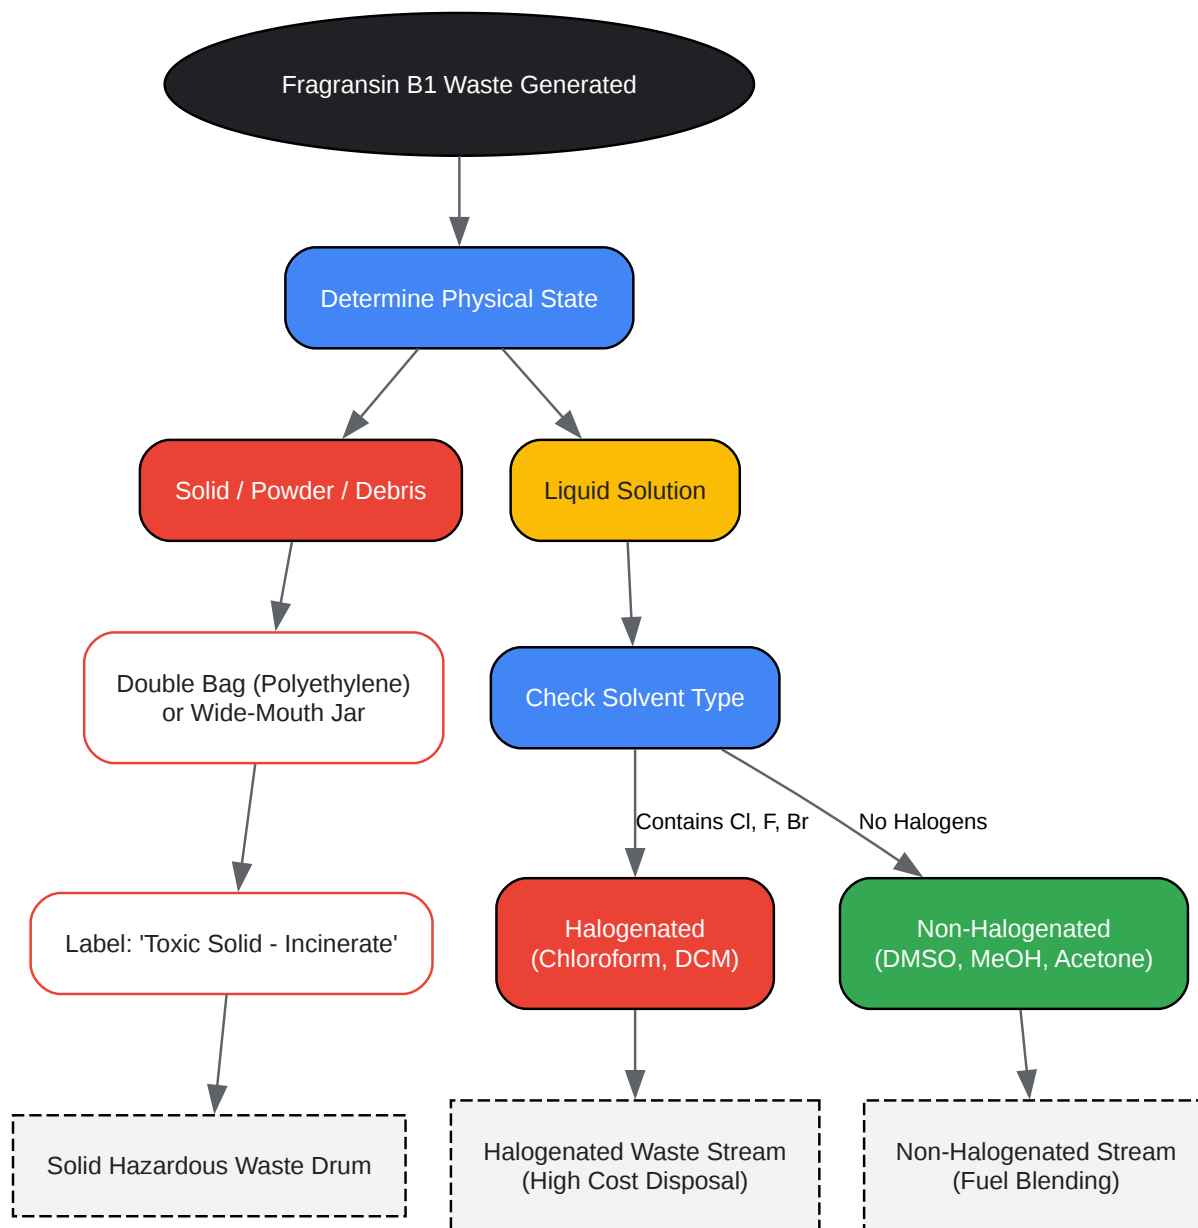 Fragransin B1 Waste Generated
Determine Physical State
Solid / Powder / Debris
Liquid Solution
Double Bag (Polyethylene)
or Wide-Mouth Jar
Check Solvent Type
Contains Cl, F, Br
No Halogens
Label: 'Toxic Solid - Incinerate'
Halogenated
(Chloroform, DCM)
Non-Halogenated
(DMSO, MeOH, Acetone)
Solid Hazardous Waste Drum
Halogenated Waste Stream
(High Cost Disposal)
Non-Halogenated Stream
(Fuel Blending)